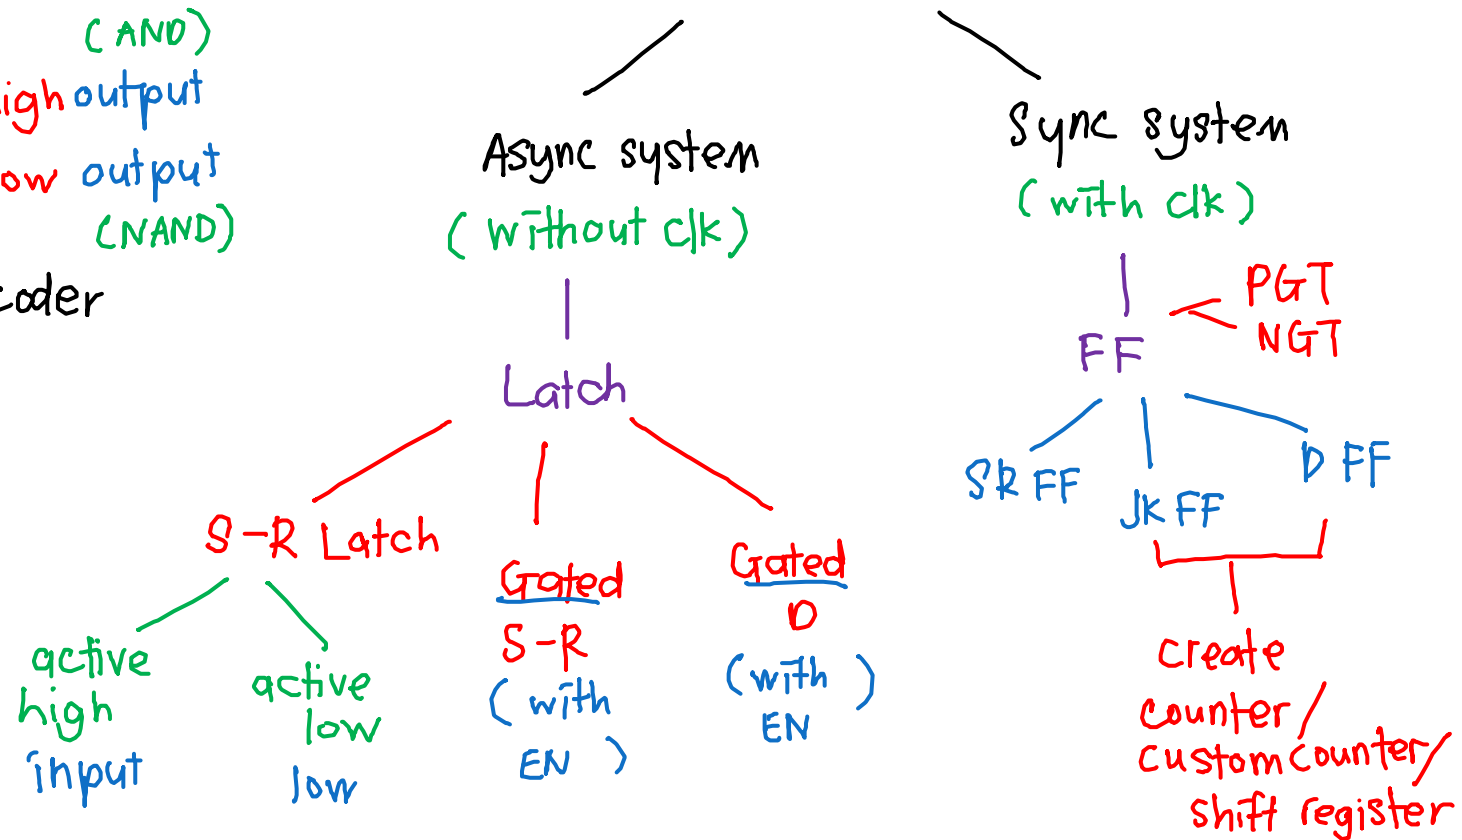 (AND)
igh output
ow output
(NAND)
coder
Async system
(without clk)
Latch
S-R Latch
active
high
input
active
low
low
Gated
S-R
(with
EN)
Gated
D
(with )
EN
Sync system
(with clk)
PGT
NGT
FF
SR FF
JK FF
D FF
create
counter/
custom counter/
shift register